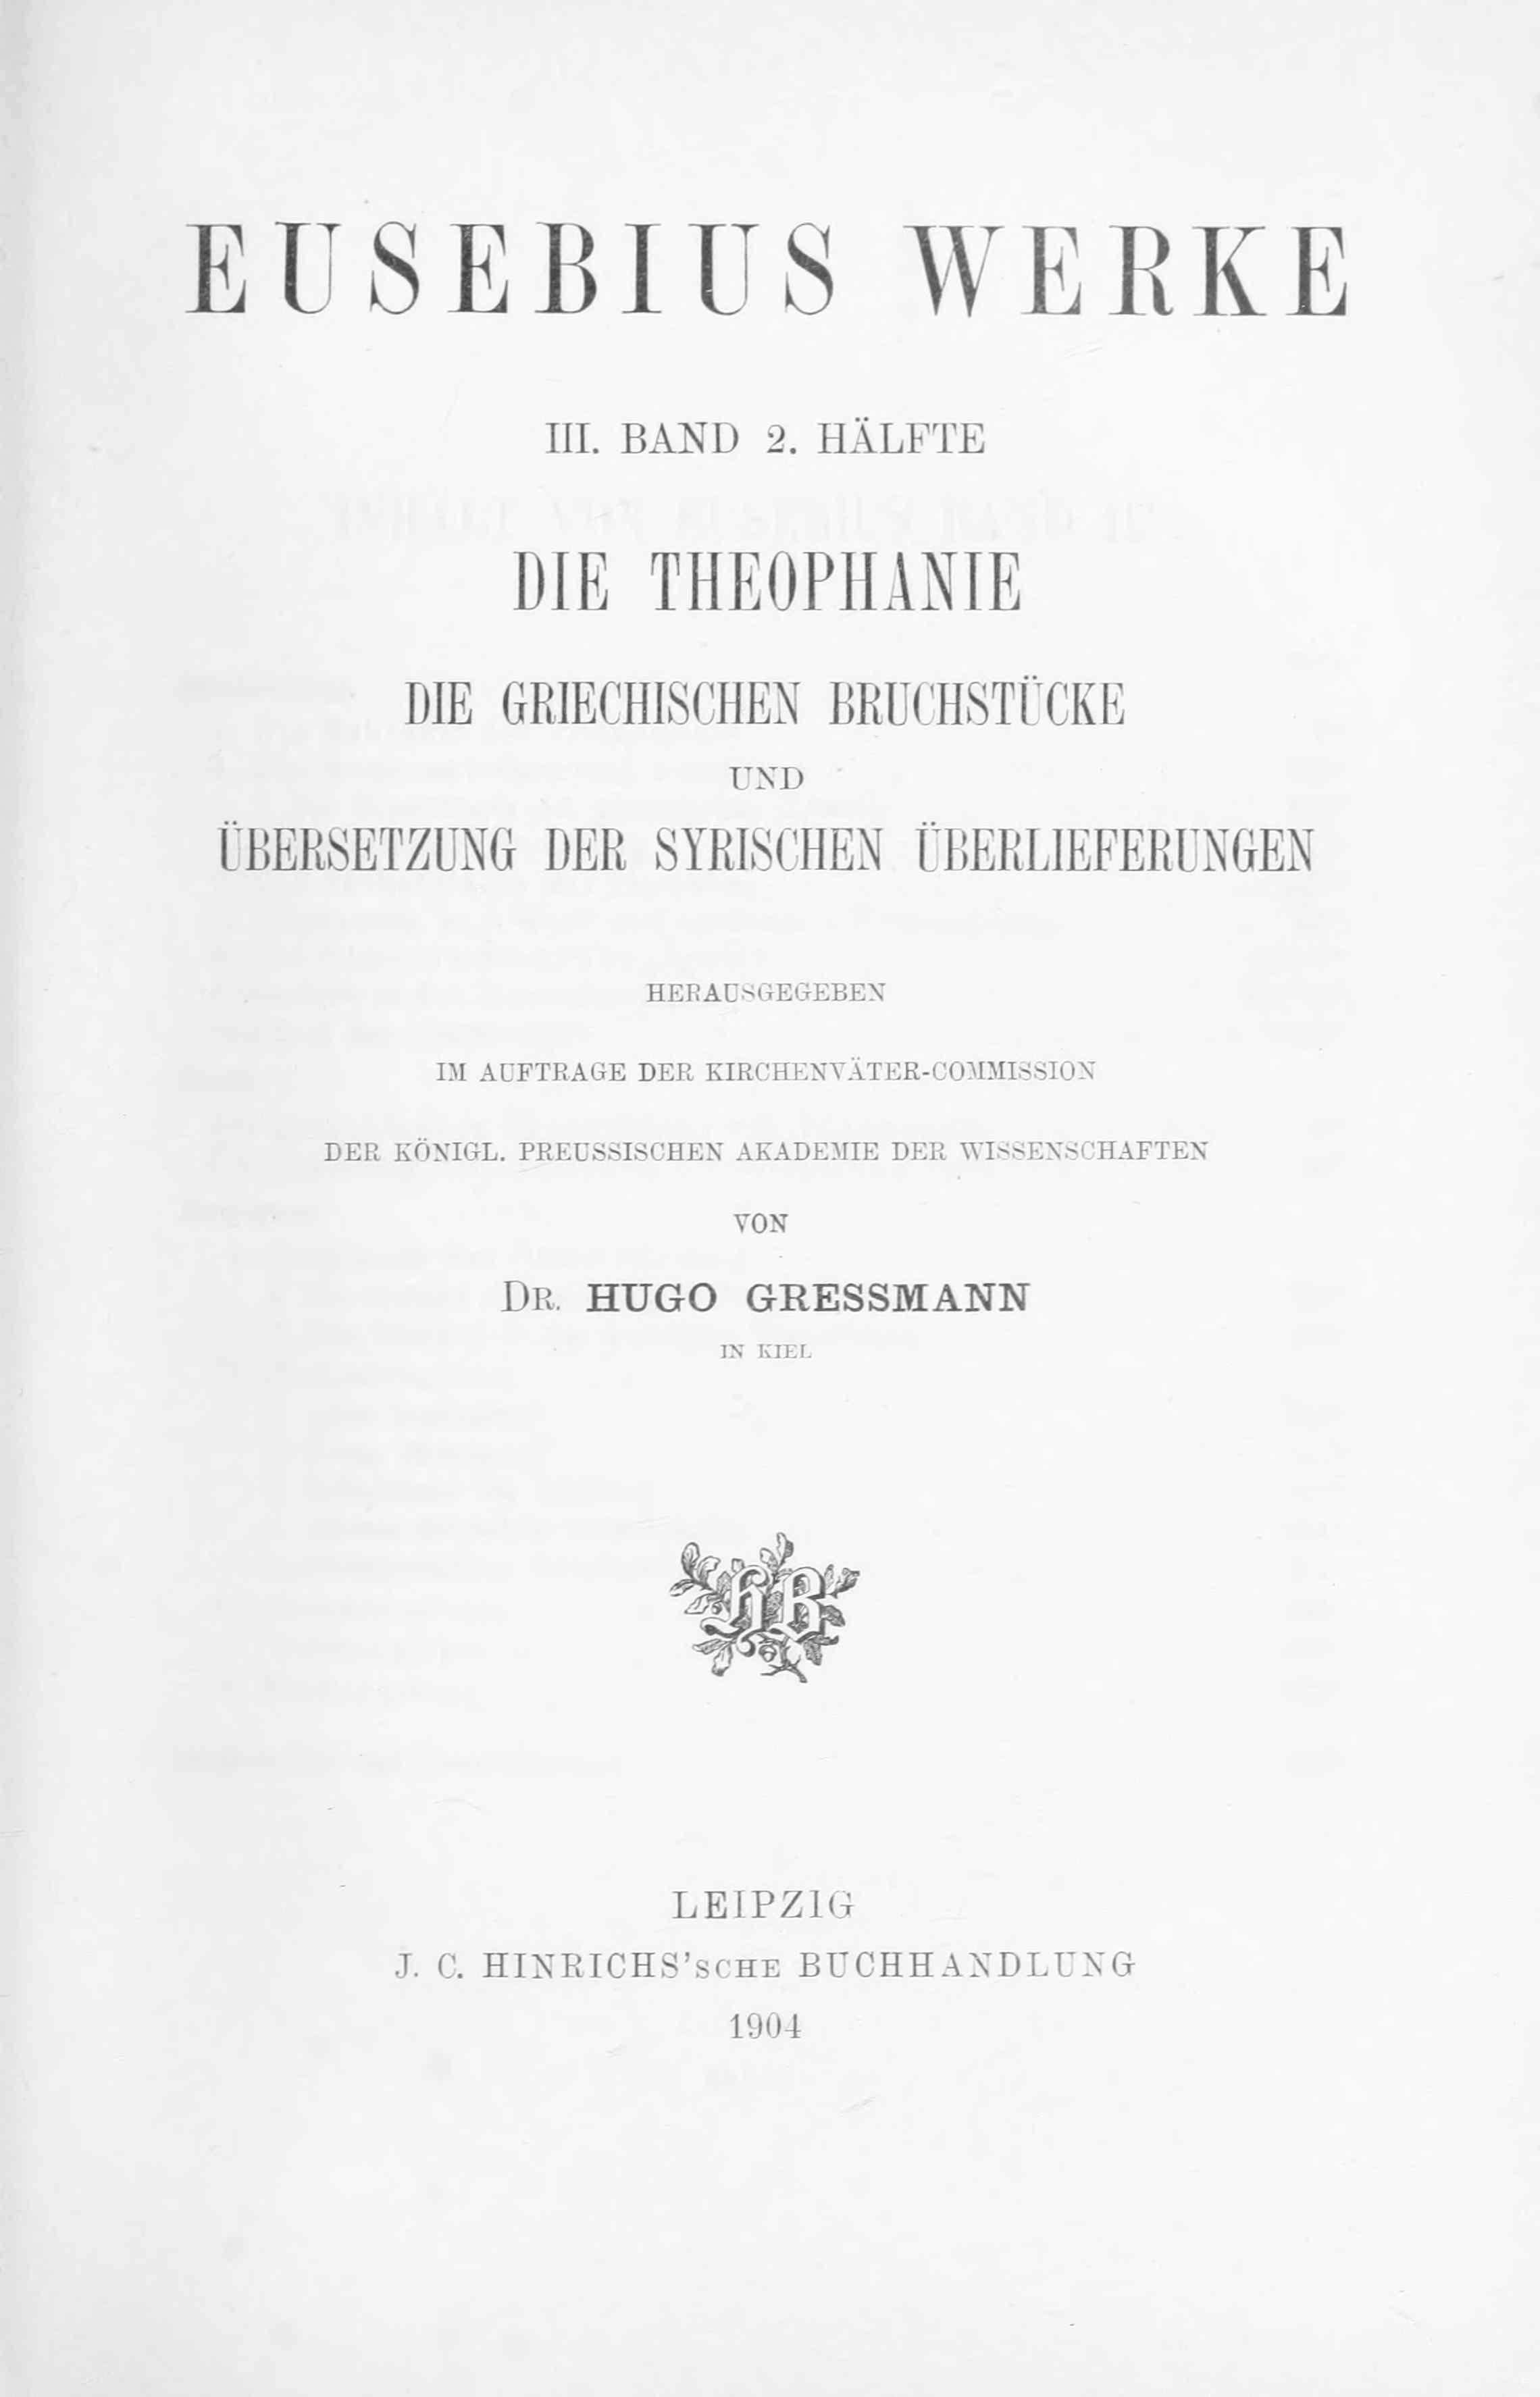 EUSEBIUS WERKE
III. BAND 2. HÄLFTE
DIE THEOPHANIE
DIE GRIECHISCHEN BRUCHSTÜCKE
UND
ÜBERSETZUNG DER SYRISCHEN ÜBERLIEFERUNGEN
HERAUSGEGEBEN
IM AUFTRAGE DER KIRCHENVÄTER-COMMISSION
DER KÖNIGL. PREUSSISCHEN AKADEMIE DER WISSENSCHAFTEN
VON
DR. HUGO GRESSMANN
IN KIEL
HB
LEIPZIG
J. C. HINRICHS'SCHE BUCHHANDLUNG
1904